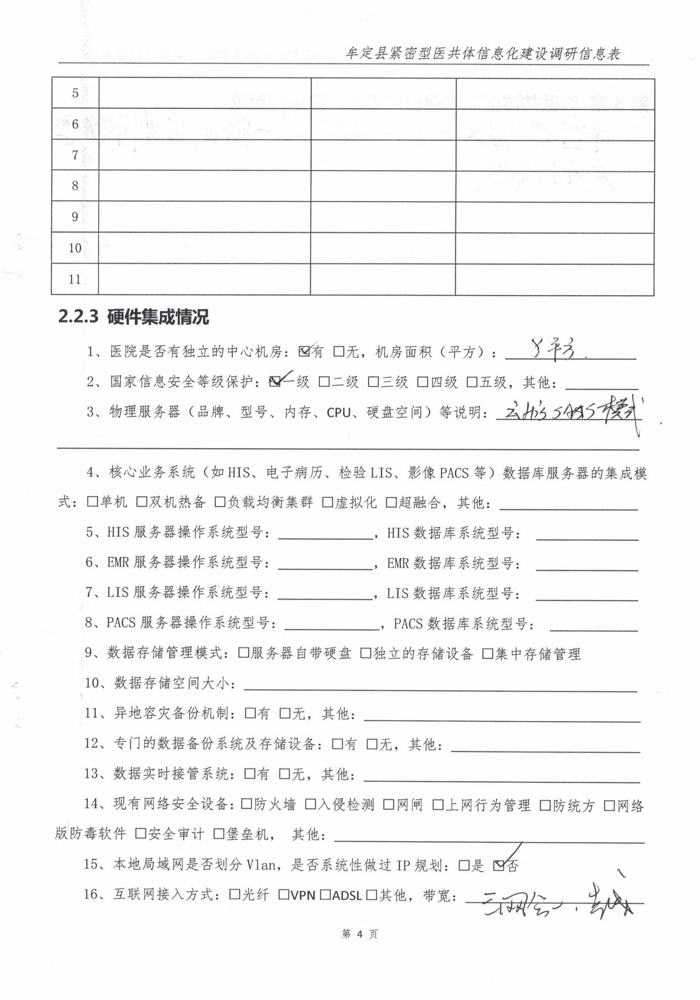 牟定县紧密型医共体信息化建设调研信息表
5
6
7
8
9
10
11
2.2.3 硬件集成情况
1、医院是否有独立的中心机房：☑有 □无，机房面积（平方）：8平方.
2、国家信息安全等级保护：☑一级 □二级 □三级 □四级 □五级，其他：
3、物理服务器（品牌、型号、内存、CPU、硬盘空间）等说明：云His SAAS模式
4、核心业务系统（如HIS、电子病历、检验LIS、影像PACS等）数据库服务器的集成模
式：□单机 □双机热备 □负载均衡集群 □虚拟化 □超融合，其他：
5、HIS服务器操作系统型号：，HIS数据库系统型号：
6、EMR服务器操作系统型号：，EMR数据库系统型号：
7、LIS服务器操作系统型号：，LIS数据库系统型号：
8、PACS服务器操作系统型号：，PACS数据库系统型号：
9、数据存储管理模式：□服务器自带硬盘 □独立的存储设备 □集中存储管理
10、数据存储空间大小：
11、异地容灾备份机制：□有 □无，其他：
12、专门的数据备份系统及存储设备：□有 □无，其他：
13、数据实时接管系统：□有 □无，其他：
14、现有网络安全设备：□防火墙 □入侵检测 □网闸 □上网行为管理 □防统方 □网络
版防毒软件 □安全审计 □堡垒机， 其他：
15、本地局域网是否划分Vlan，是否系统性做过IP规划：□是 ☑否
16、互联网接入方式：□光纤 □VPN □ADSL □其他，带宽：三网合一
第 4 页